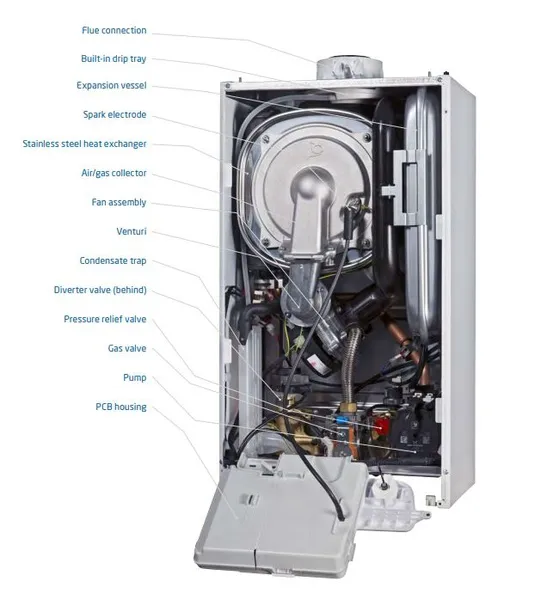 Flue connection
Built-in drip tray
Expansion vessel
Spark electrode
Stainless steel heat exchanger
Air/gas collector
Fan assembly
Venturi
Condensate trap
Diverter valve (behind)
Pressure relief valve
Gas valve
Pump
PCB housing